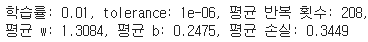 학습률: 0.01, tolerance: 1e-06, 평균 반복 횟수: 208,
평균 w: 1.3084, 평균 b: 0.2475, 평균 손실: 0.3449